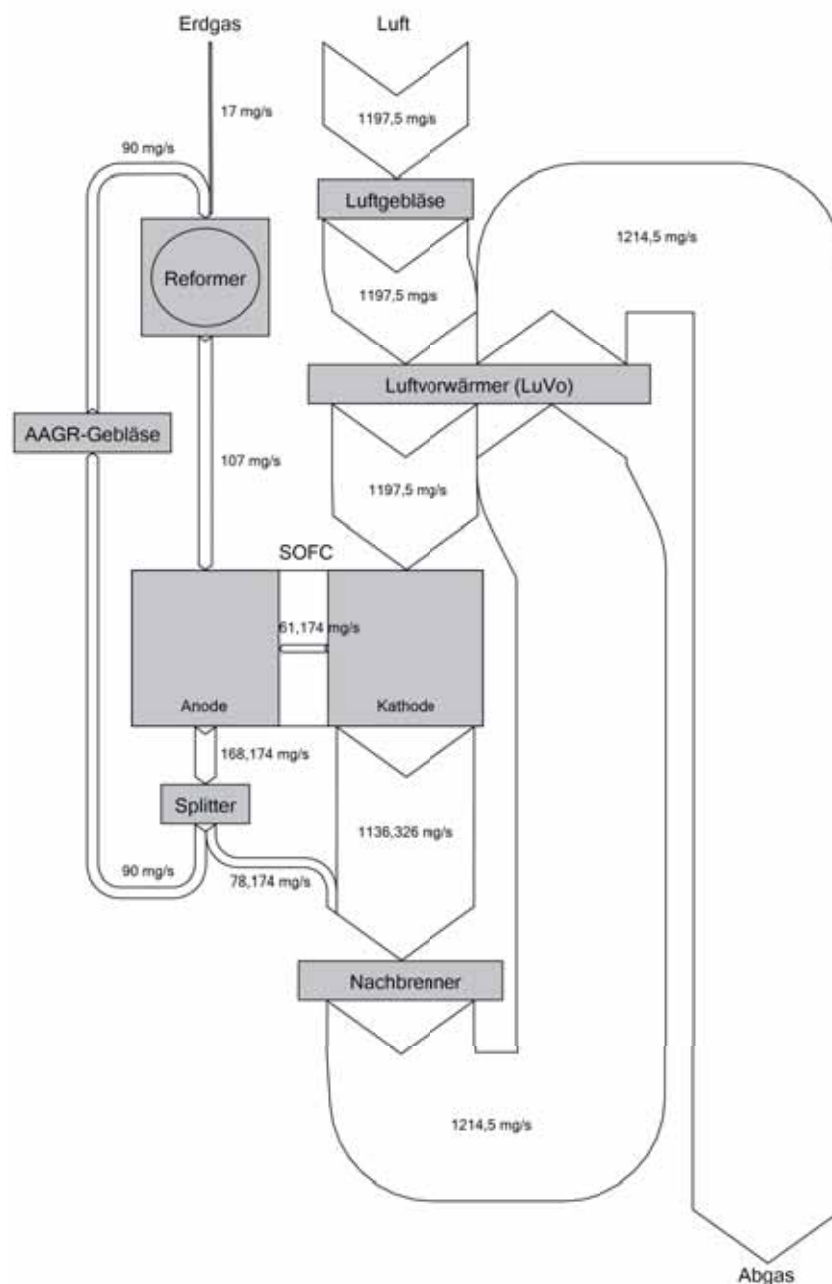 Erdgas
Luft
17 mg/s
1197,5 mg/s
90 mg/s
Luftgebläse
1214,5 mg/s
Reformer
1197,5 mg/s
Luftvorwärmer (LuVo)
AAGR-Gebläse
107 mg/s
1197,5 mg/s
SOFC
61,174 mg/s
Anode
Kathode
168,174 mg/s
Splitter
1136,326 mg/s
90 mg/s
78,174 mg/s
Nachbrenner
1214,5 mg/s
Abgas